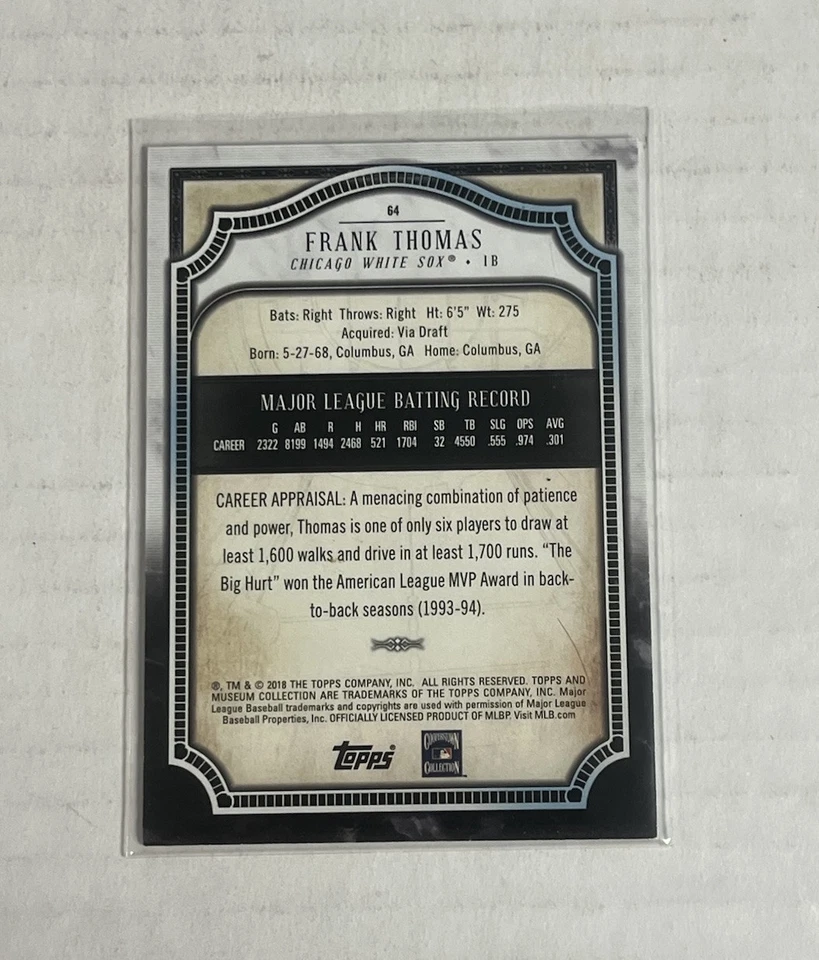 64
FRANK THOMAS
CHICAGO WHITE SOX® • 1B
Bats: Right Throws: Right Ht: 6'5" Wt: 275
Acquired: Via Draft
Born: 5-27-68, Columbus, GA Home: Columbus, GA
MAJOR LEAGUE BATTING RECORD
G AB R H HR RBI SB TB SLG OPS AVG
CAREER 2322 8199 1494 2468 521 1704 32 4550 .555 .974 .301
CAREER APPRAISAL: A menacing combination of patience
and power, Thomas is one of only six players to draw at
least 1,600 walks and drive in at least 1,700 runs. “The
Big Hurt” won the American League MVP Award in back-
to-back seasons (1993-94).
®, TM & © 2018 THE TOPPS COMPANY, INC. ALL RIGHTS RESERVED. TOPPS AND
MUSEUM COLLECTION ARE TRADEMARKS OF THE TOPPS COMPANY, INC. Major
League Baseball trademarks and copyrights are used with permission of Major League
Baseball Properties, Inc. OFFICIALLY LICENSED PRODUCT OF MLBP. Visit MLB.com
Topps
COOPERSTOWN
COLLECTION